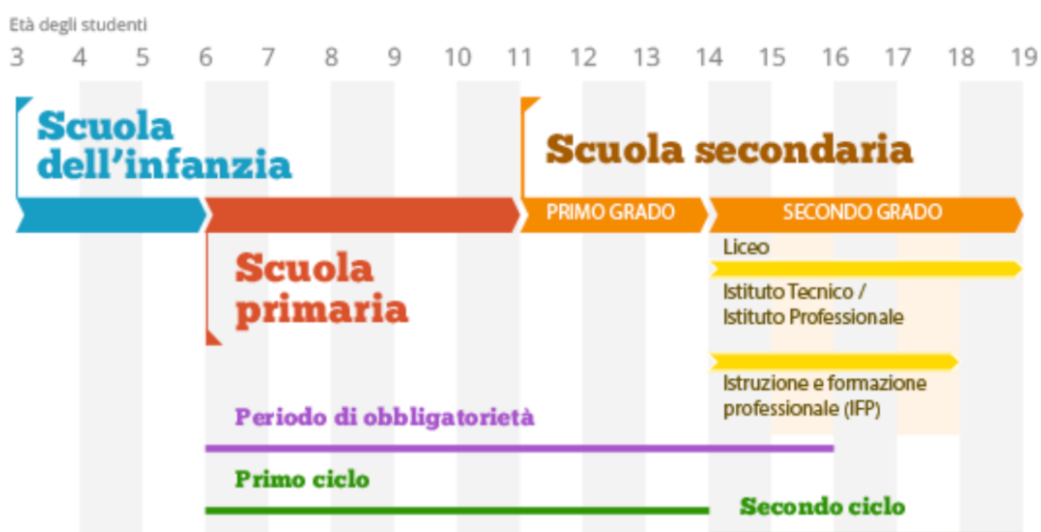 Età degli studenti
3 4 5 6 7 8 9 10 11 12 13 14 15 16 17 18 19
Scuola
dell'infanzia
Scuola secondaria
PRIMO GRADO
SECONDO GRADO
Scuola
primaria
Liceo
Istituto Tecnico /
Istituto Professionale
Istruzione e formazione
professionale (IFP)
Periodo di obbligatorietà
Primo ciclo
Secondo ciclo